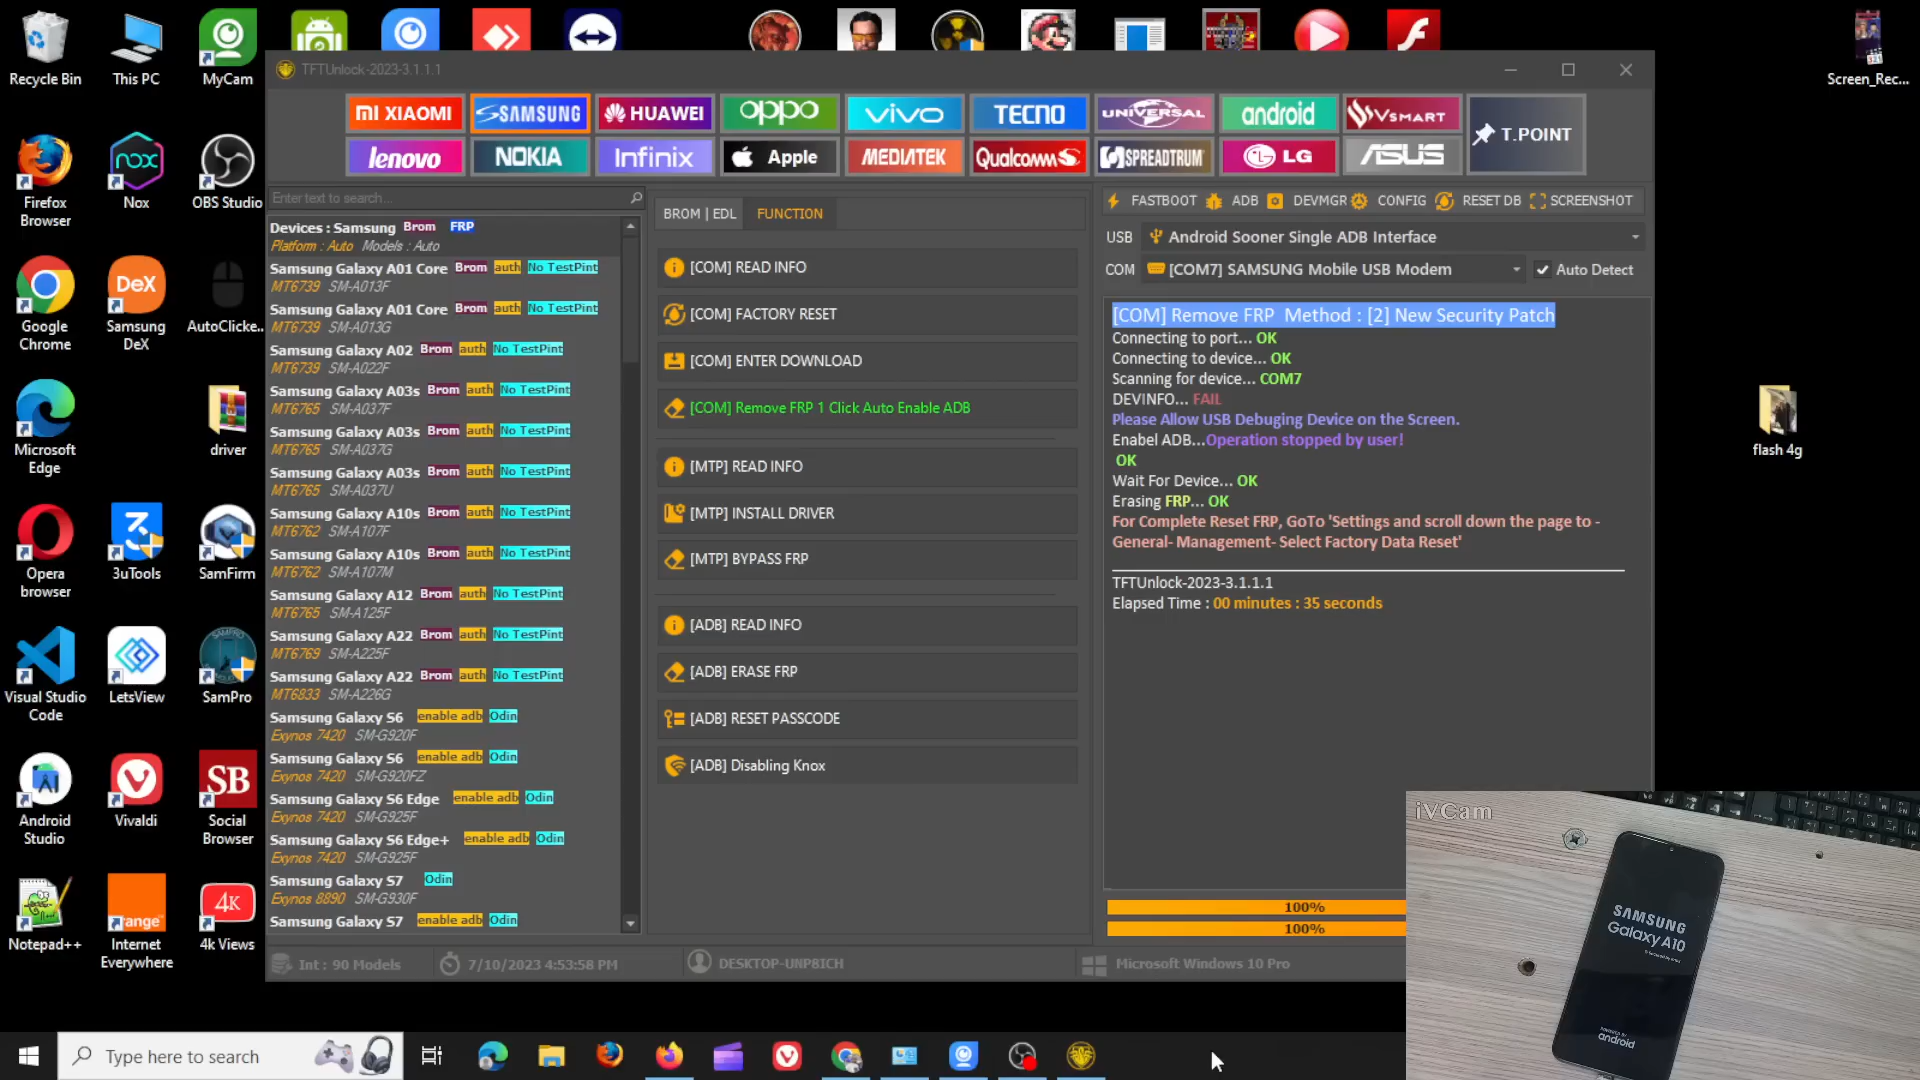 Recycle Bin
This PC
MyCam
Screen_Rec...
Firefox
Browser
nox
Nox
OBS Studio
Google
Chrome
DeX
Samsung
DeX
AutoClicke...
Microsoft
Edge
driver
flash 4g
Opera
browser
3uTools
SamFirm
Visual Studio
Code
LetsView
SAMPRO
SamPro
Android
Studio
Vivaldi
SB
Social
Browser
Notepad++
range
Internet
Everywhere
4K
4k Views
TFTUnlock-2023-3.1.1.1
MI XIAOMI
SAMSUNG
HUAWEI
oppo
vivo
TECNO
UNIVERSAL
android
VSMART
T.POINT
lenovo
NOKIA
Infinix
Apple
MEDIATEK
Qualcomm
SPREADTRUM
LG
ASUS
Enter text to search...
Devices : Samsung Brom FRP
Platform : Auto Models : Auto
Samsung Galaxy A01 Core Brom auth No TestPint
MT6739 SM-A013F
Samsung Galaxy A01 Core Brom auth No TestPint
MT6739 SM-A013G
Samsung Galaxy A02 Brom auth No TestPint
MT6739 SM-A022F
Samsung Galaxy A03s Brom auth No TestPint
MT6765 SM-A037F
Samsung Galaxy A03s Brom auth No TestPint
MT6765 SM-A037G
Samsung Galaxy A03s Brom auth No TestPint
MT6765 SM-A037U
Samsung Galaxy A10s Brom auth No TestPint
MT6762 SM-A107F
Samsung Galaxy A10s Brom auth No TestPint
MT6762 SM-A107M
Samsung Galaxy A12 Brom auth No TestPint
MT6765 SM-A125F
Samsung Galaxy A22 Brom auth No TestPint
MT6769 SM-A225F
Samsung Galaxy A22 Brom auth No TestPint
MT6833 SM-A226G
Samsung Galaxy S6 enable adb Odin
Exynos 7420 SM-G920F
Samsung Galaxy S6 enable adb Odin
Exynos 7420 SM-G920FZ
Samsung Galaxy S6 Edge enable adb Odin
Exynos 7420 SM-G925F
Samsung Galaxy S6 Edge+ enable adb Odin
Exynos 7420 SM-G925F
Samsung Galaxy S7 Odin
Exynos 8890 SM-G930F
Samsung Galaxy S7 enable adb Odin
BROM | EDL
FUNCTION
[COM] READ INFO
[COM] FACTORY RESET
[COM] ENTER DOWNLOAD
[COM] Remove FRP 1 Click Auto Enable ADB
[MTP] READ INFO
[MTP] INSTALL DRIVER
[MTP] BYPASS FRP
[ADB] READ INFO
[ADB] ERASE FRP
[ADB] RESET PASSCODE
[ADB] Disabling Knox
FASTBOOT ADB DEVMGR CONFIG RESET DB SCREENSHOT
USB Android Sooner Single ADB Interface
COM [COM7] SAMSUNG Mobile USB Modem Auto Detect
[COM] Remove FRP Method : [2] New Security Patch
Connecting to port... OK
Connecting to device... OK
Scanning for device... COM7
DEVINFO... FAIL
Please Allow USB Debuging Device on the Screen.
Enabel ADB...Operation stopped by user!
OK
Wait For Device... OK
Erasing FRP... OK
For Complete Reset FRP, GoTo 'Settings and scroll down the page to -
General- Management- Select Factory Data Reset'
TFTUnlock-2023-3.1.1.1
Elapsed Time : 00 minutes : 35 seconds
100%
100%
Int : 90 Models
7/10/2023 4:53:58 PM
DESKTOP-UNP8ICH
Microsoft Windows 10 Pro
iVCam
SAMSUNG
Galaxy A10
android
Type here to search